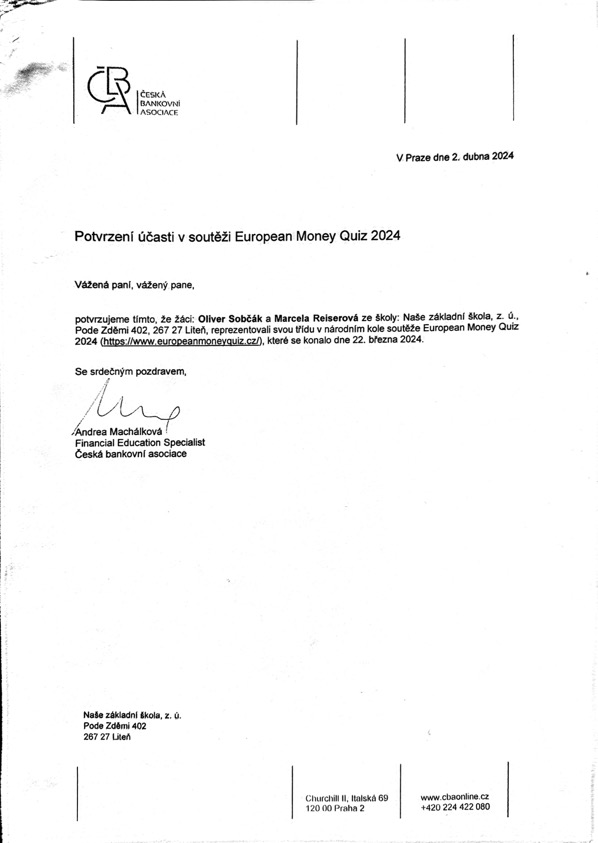 ČBA
ČESKÁ
BANKOVNÍ
ASOCIACE
V Praze dne 2. dubna 2024
Potvrzení účasti v soutěži European Money Quiz 2024
Vážená paní, vážený pane,
potvrzujeme tímto, že žáci: Oliver Sobčák a Marcela Reiserová ze školy: Naše základní škola, z. ú.,
Pode Zděmi 402, 267 27 Liteň, reprezentovali svou třídu v národním kole soutěže European Money Quiz
2024 (https://www.europeanmoneyquiz.cz/), které se konalo dne 22. března 2024.
Se srdečným pozdravem,
Andrea Machálková
Financial Education Specialist
Česká bankovní asociace
Naše základní škola, z. ú.
Pode Zděmi 402
267 27 Liteň
Churchill II, Italská 69
120 00 Praha 2
www.cbaonline.cz
+420 224 422 080